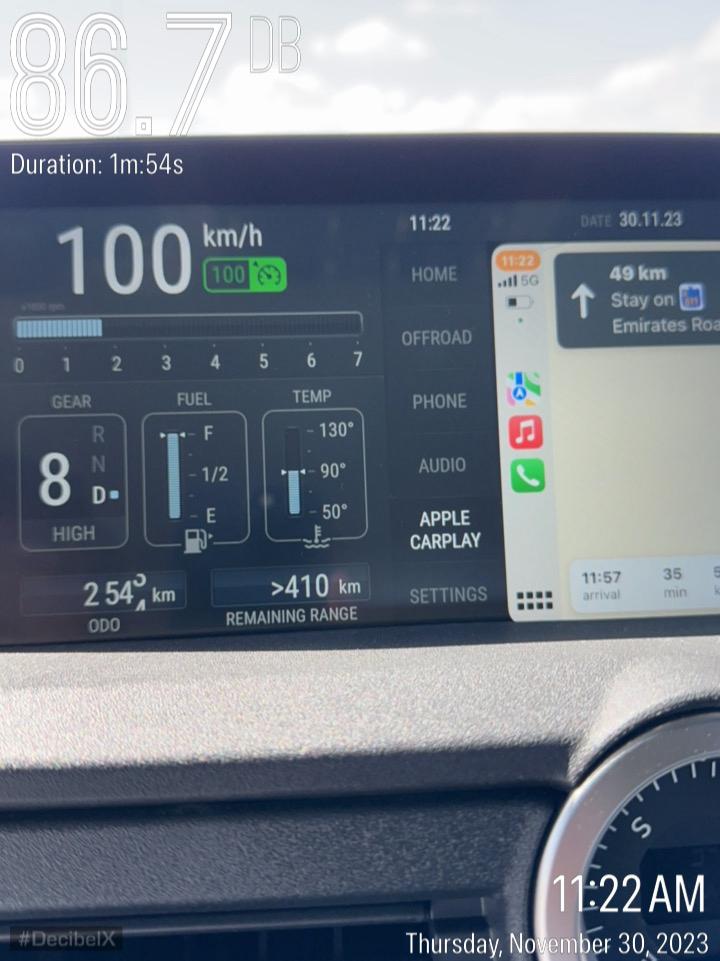 86.7 DB
Duration: 1m:54s
100 km/h
100
11:22
DATE 30.11.23
0 1 2 3 4 5 6 7
GEAR
8
R
N
D
HIGH
FUEL
F
1/2
E
TEMP
130°
90°
50°
254 km
ODO
>410 km
REMAINING RANGE
HOME
OFFROAD
PHONE
AUDIO
APPLE
CARPLAY
SETTINGS
11:22
5G
49 km
Stay on
Emirates Roa
11:57
arrival
35
min
S
11:22 AM
Thursday, November 30, 2023
#DecibelX